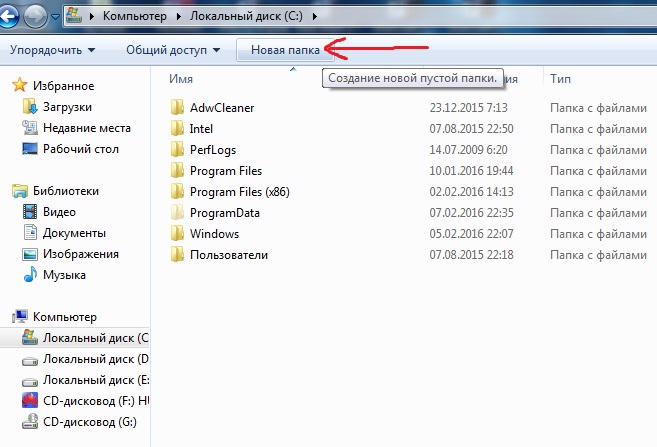 Компьютер ▸ Локальный диск (C:) ▸
Упорядочить Общий доступ Новая папка
Создание новой пустой папки.
Имя Тип
Избранное
Загрузки
Недавние места
Рабочий стол
Библиотеки
Видео
Документы
Изображения
Музыка
Компьютер
Локальный диск (C
Локальный диск (D
Локальный диск (E:
CD-дисковод (F:) HU
CD-дисковод (G:)
AdwCleaner 23.12.2015 7:13 Папка с файлами
Intel 07.08.2015 22:50 Папка с файлами
PerfLogs 14.07.2009 6:20 Папка с файлами
Program Files 10.01.2016 19:44 Папка с файлами
Program Files (x86) 02.02.2016 14:13 Папка с файлами
ProgramData 07.02.2016 22:35 Папка с файлами
Windows 05.02.2016 22:07 Папка с файлами
Пользователи 07.08.2015 22:18 Папка с файлами